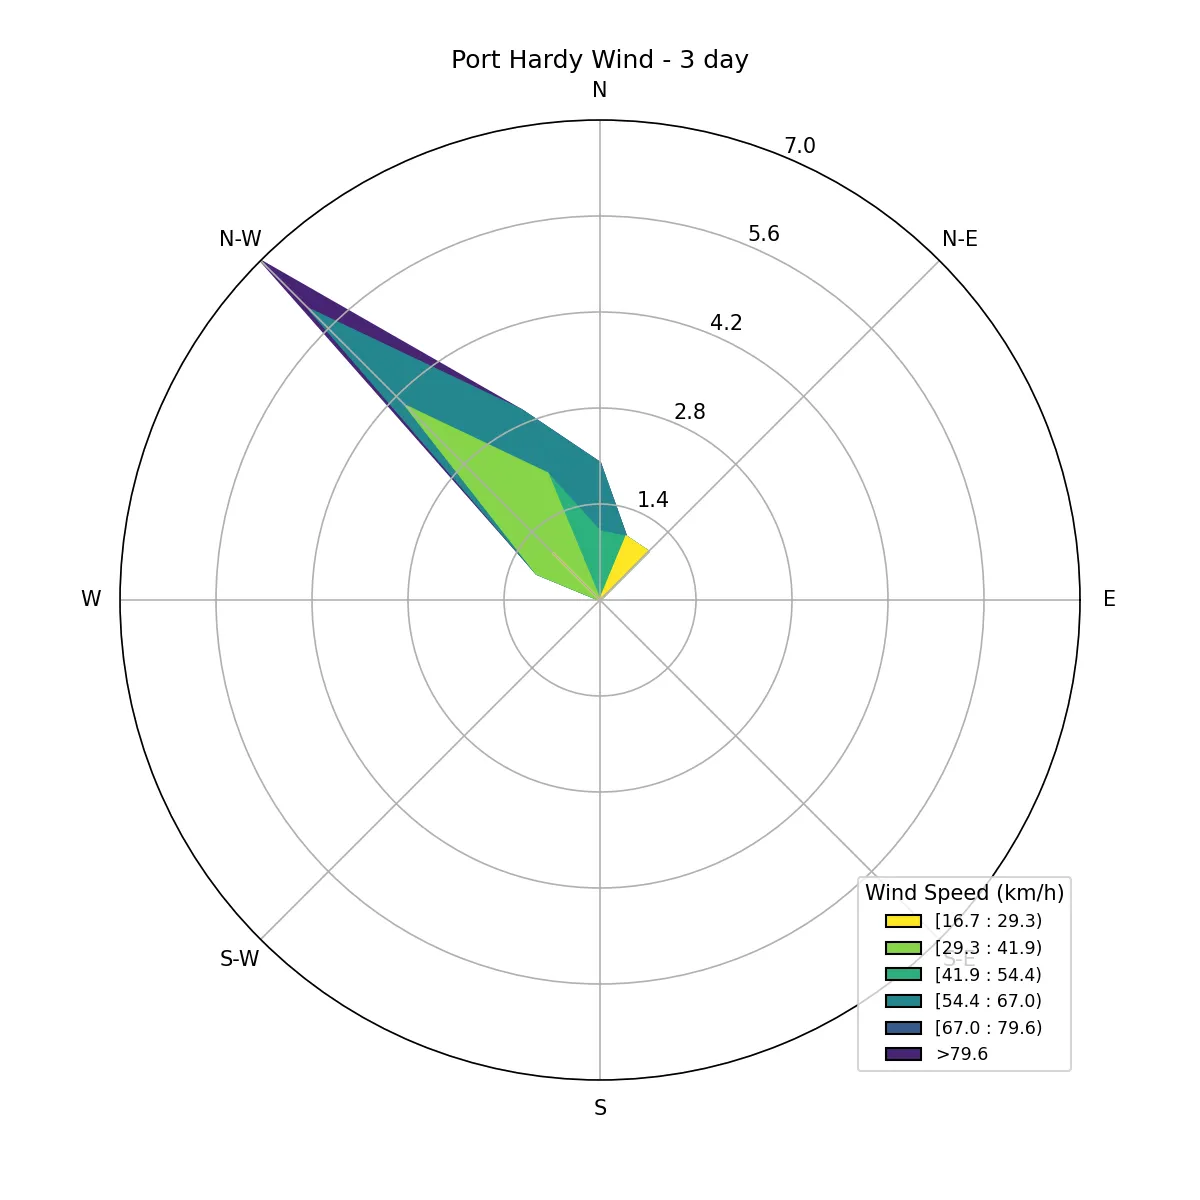 Port Hardy Wind - 3 day
N
7.0
5.6
N-W
N-E
4.2
2.8
1.4
W
E
Wind Speed (km/h)
[16.7 : 29.3)
[29.3 : 41.9)
S-W
S-E
[41.9 : 54.4)
[54.4 : 67.0)
[67.0 : 79.6)
>79.6
S